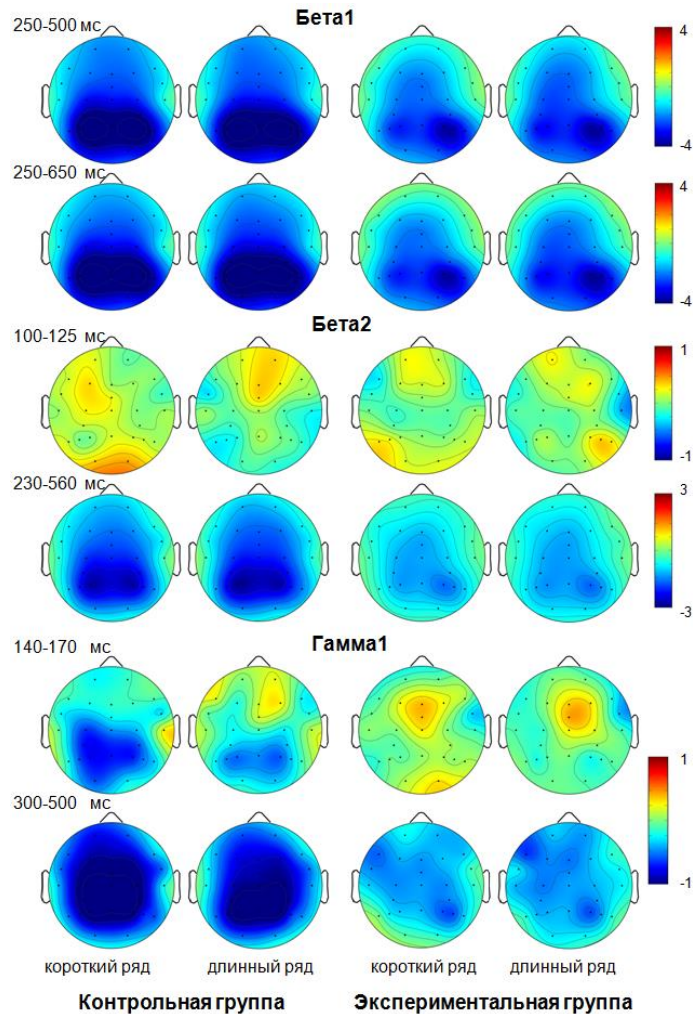 Бета1
250-500 мс
4
-4
250-650 мс
4
-4
Бета2
100-125 мс
1
-1
230-560 мс
3
-3
Гамма1
140-170 мс
1
-1
300-500 мс
короткий ряд длинный ряд короткий ряд длинный ряд
Контрольная группа Экспериментальная группа